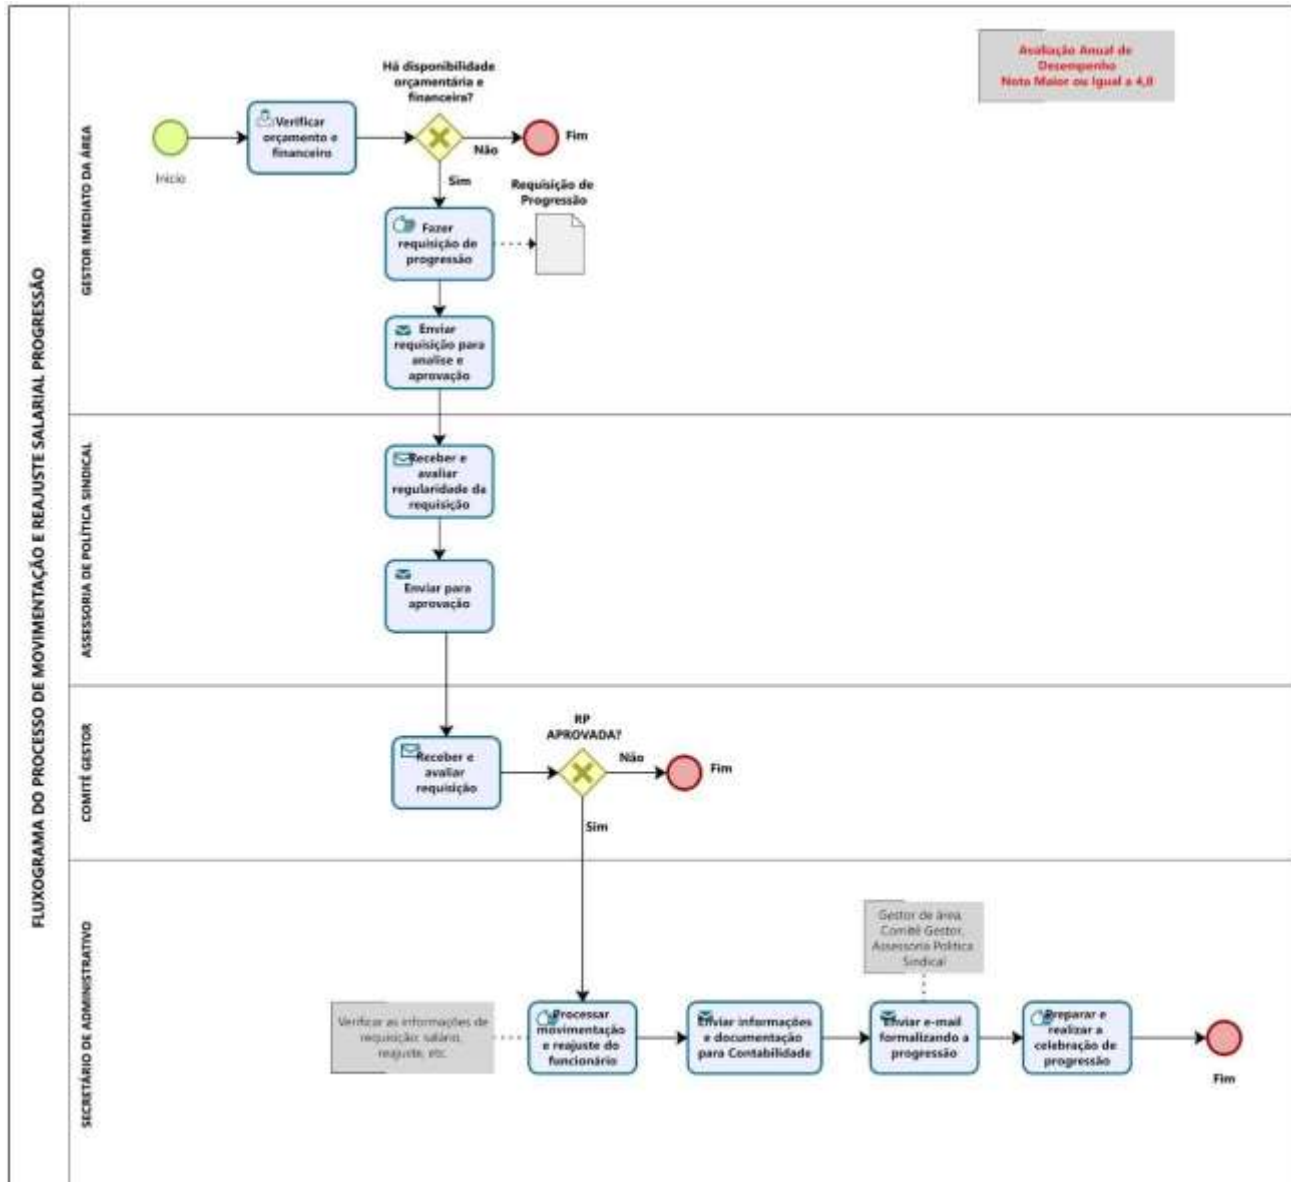 FLUXOGRAMA DO PROCESSO DE MOVIMENTAÇÃO E REAJUSTE SALARIAL PROGRESSÃO
GESTOR IMEDIATO DA ÁREA
Avaliação Anual de
Desempenho
Nota Maior ou Igual a 4,0
Início
Verificar
orçamento e
financeiro
Há disponibilidade
orçamentária e
financeira?
Não
Fim
Sim
Fazer
requisição de
progressão
Requisição de
Progressão
Enviar
requisição para
analise e
aprovação
ASSESSORIA DE POLÍTICA SINDICAL
Receber e
avaliar
regularidade da
requisição
Enviar para
aprovação
COMITÊ GESTOR
Receber e
avaliar
requisição
RP
APROVADA?
Não
Fim
Sim
SECRETÁRIO DE ADMINISTRATIVO
Verificar as informações de
requisição: salário,
reajuste, etc.
Processar
movimentação
e reajuste do
funcionário
Enviar informações
e documentação
para Contabilidade
Gestor de área,
Comitê Gestor,
Assessoria Política
Sindical
Enviar e-mail
formalizando a
progressão
Preparar e
realizar a
celebração de
progressão
Fim